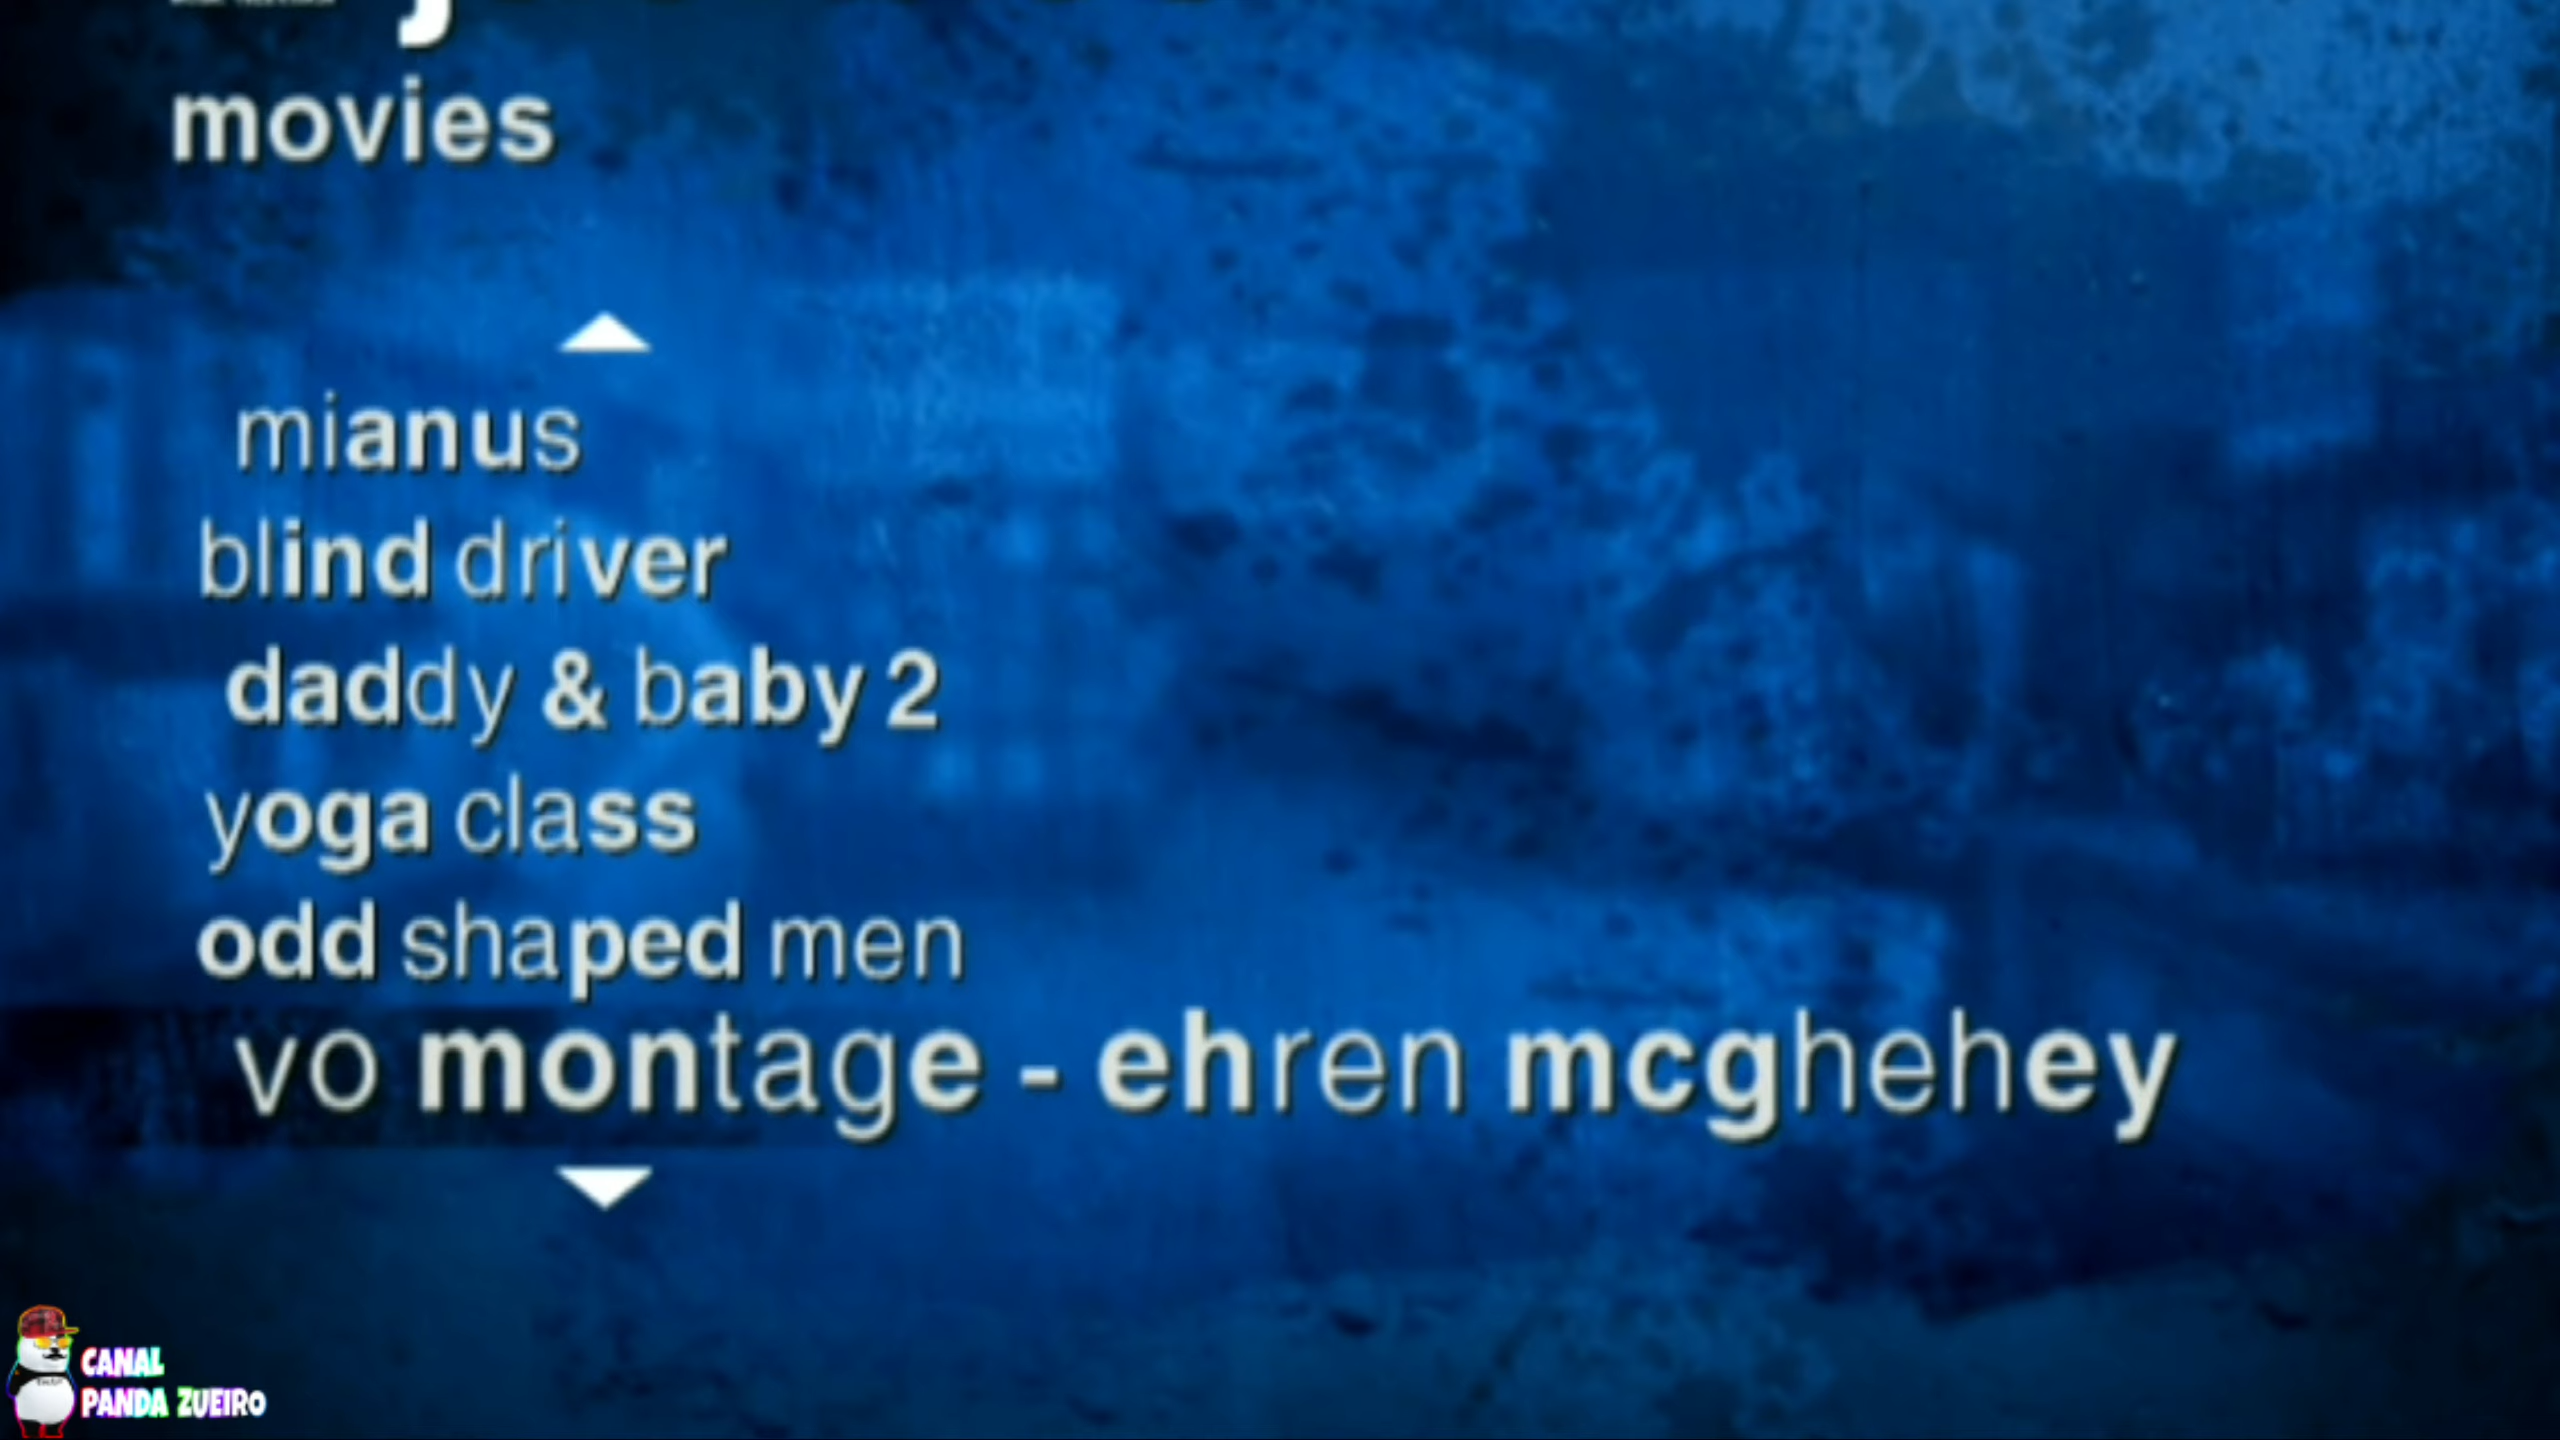 movies
mianus
blind driver
daddy & baby 2
yoga class
odd shaped men
vo montage - ehren mcghehey
CANAL
PANDA ZUEIRO